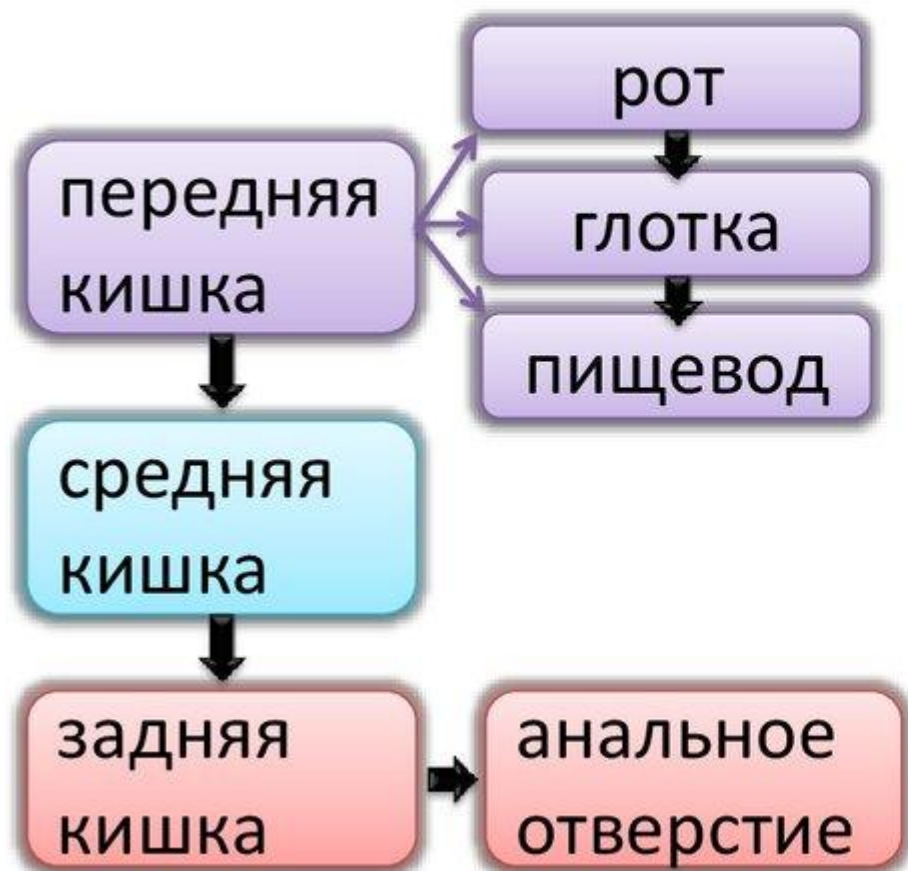 рот
передняя
кишка
глотка
пищевод
средняя
кишка
задняя
кишка
анальное
отверстие